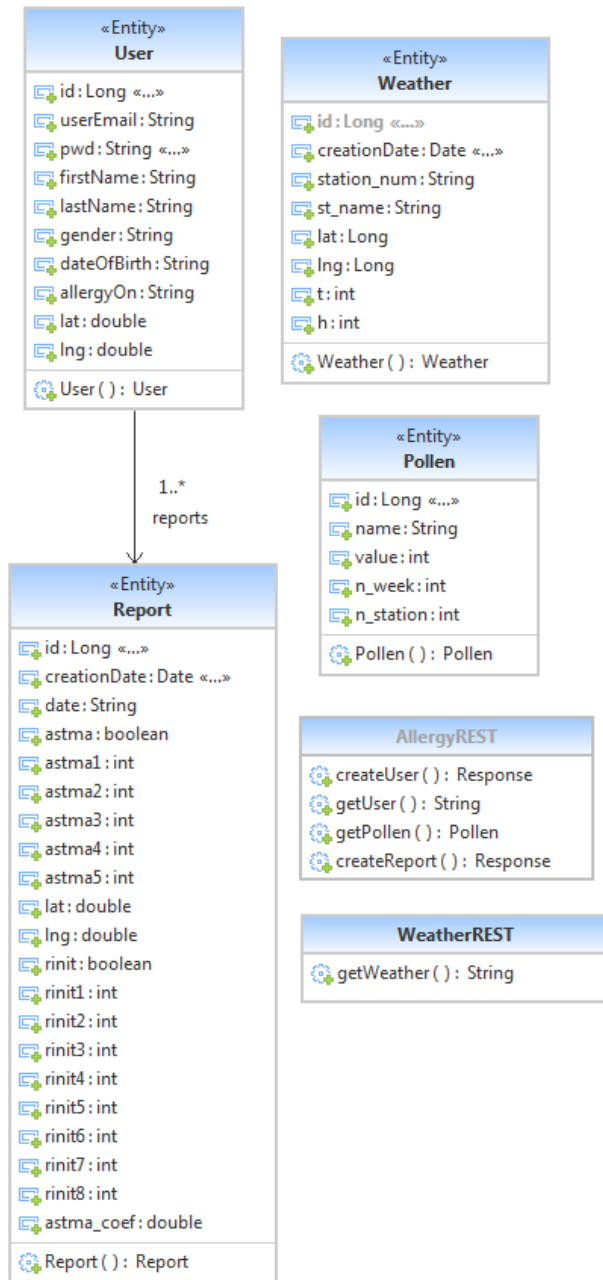 «Entity»
User
id:Long «...»
userEmail:String
pwd:String «...»
firstName:String
lastName:String
gender:String
dateOfBirth:String
allergyOn:String
lat:double
lng:double
User ( ) : User
«Entity»
Weather
id:Long «...»
creationDate:Date «...»
station_num:String
st_name:String
lat:Long
lng:Long
t:int
h:int
Weather ( ) : Weather
1..*
reports
«Entity»
Pollen
id:Long «...»
name:String
value:int
n_week:int
n_station:int
Pollen ( ) : Pollen
«Entity»
Report
id:Long «...»
creationDate:Date «...»
date:String
astma:boolean
astma1:int
astma2:int
astma3:int
astma4:int
astma5:int
lat:double
lng:double
rinit:boolean
rinit1:int
rinit2:int
rinit3:int
rinit4:int
rinit5:int
rinit6:int
rinit7:int
rinit8:int
astma_coef:double
Report ( ) : Report
AllergyREST
createUser ( ) : Response
getUser ( ) : String
getPollen ( ) : Pollen
createReport ( ) : Response
WeatherREST
getWeather ( ) : String